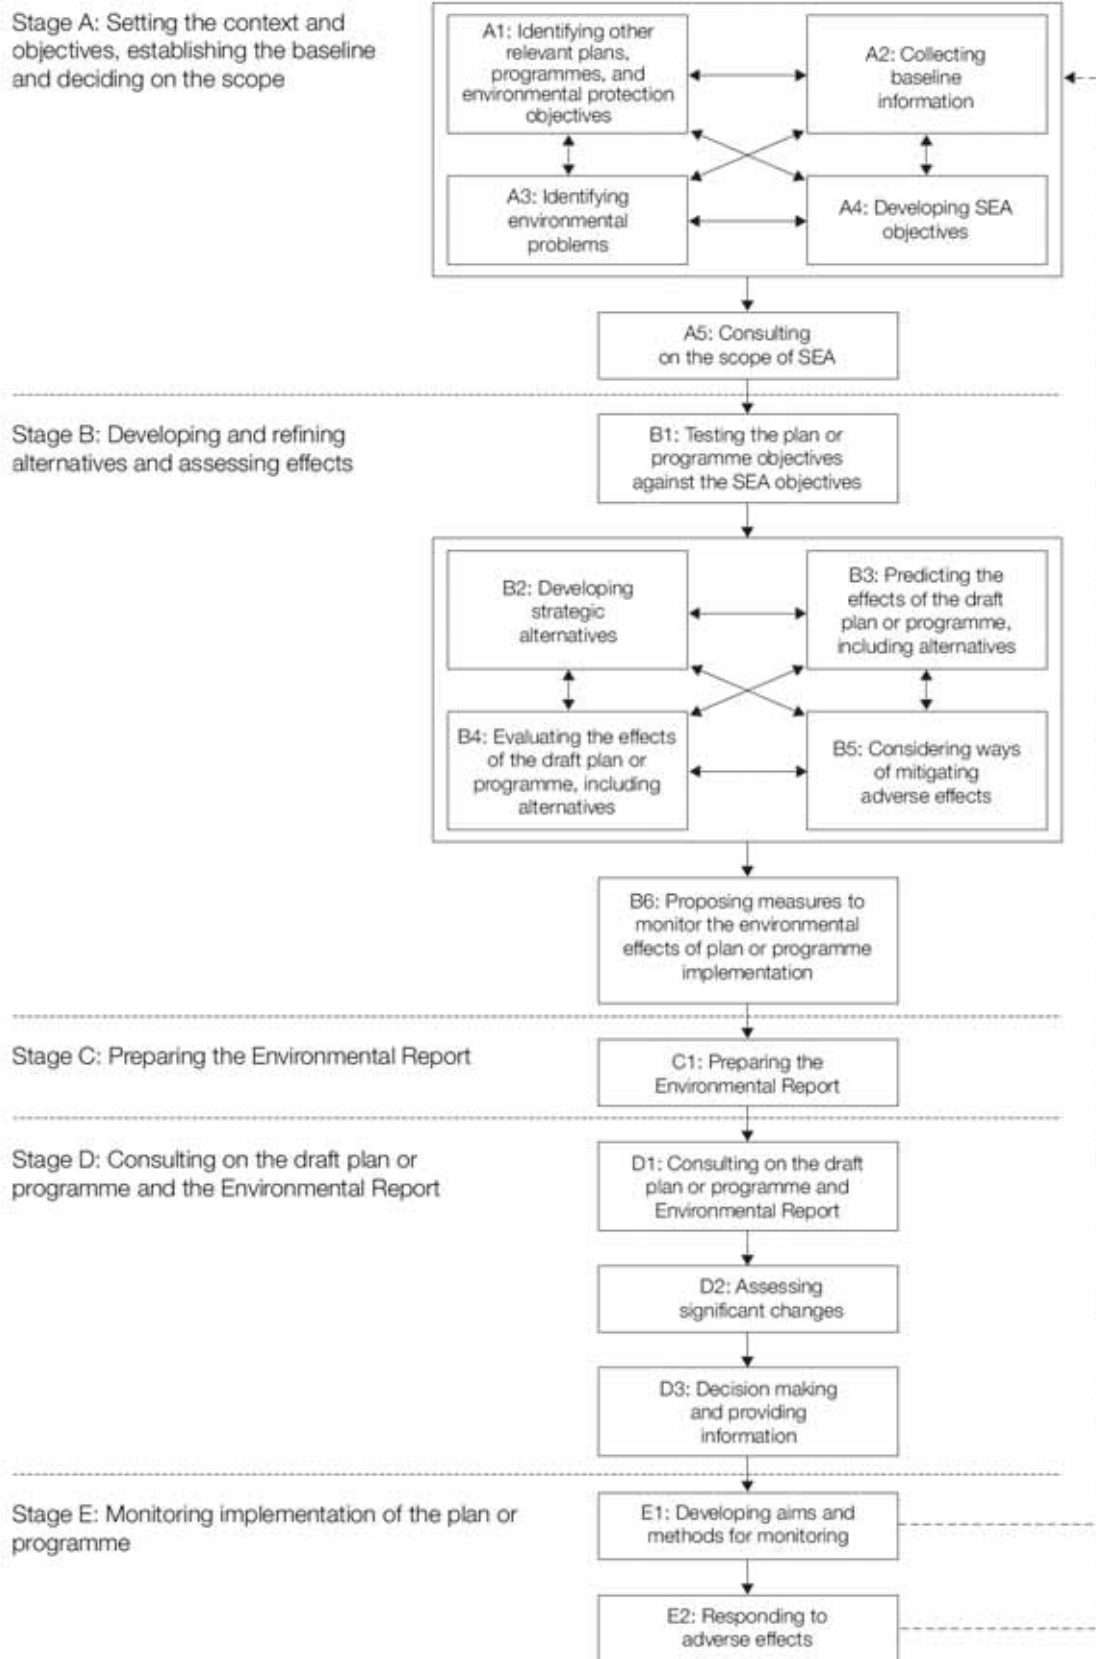 Stage A: Setting the context and
objectives, establishing the baseline
and deciding on the scope
A1: Identifying other
relevant plans,
programmes, and
environmental protection
objectives
A2: Collecting
baseline
information
A3: Identifying
environmental
problems
A4: Developing SEA
objectives
A5: Consulting
on the scope of SEA
Stage B: Developing and refining
alternatives and assessing effects
B1: Testing the plan or
programme objectives
against the SEA objectives
B2: Developing
strategic
alternatives
B3: Predicting the
effects of the draft
plan or programme,
including alternatives
B4: Evaluating the effects
of the draft plan or
programme, including
alternatives
B5: Considering ways
of mitigating
adverse effects
B6: Proposing measures to
monitor the environmental
effects of plan or programme
implementation
Stage C: Preparing the Environmental Report
C1: Preparing the
Environmental Report
Stage D: Consulting on the draft plan or
programme and the Environmental Report
D1: Consulting on the draft
plan or programme and
Environmental Report
D2: Assessing
significant changes
D3: Decision making
and providing
information
Stage E: Monitoring implementation of the plan or
programme
E1: Developing aims and
methods for monitoring
E2: Responding to
adverse effects